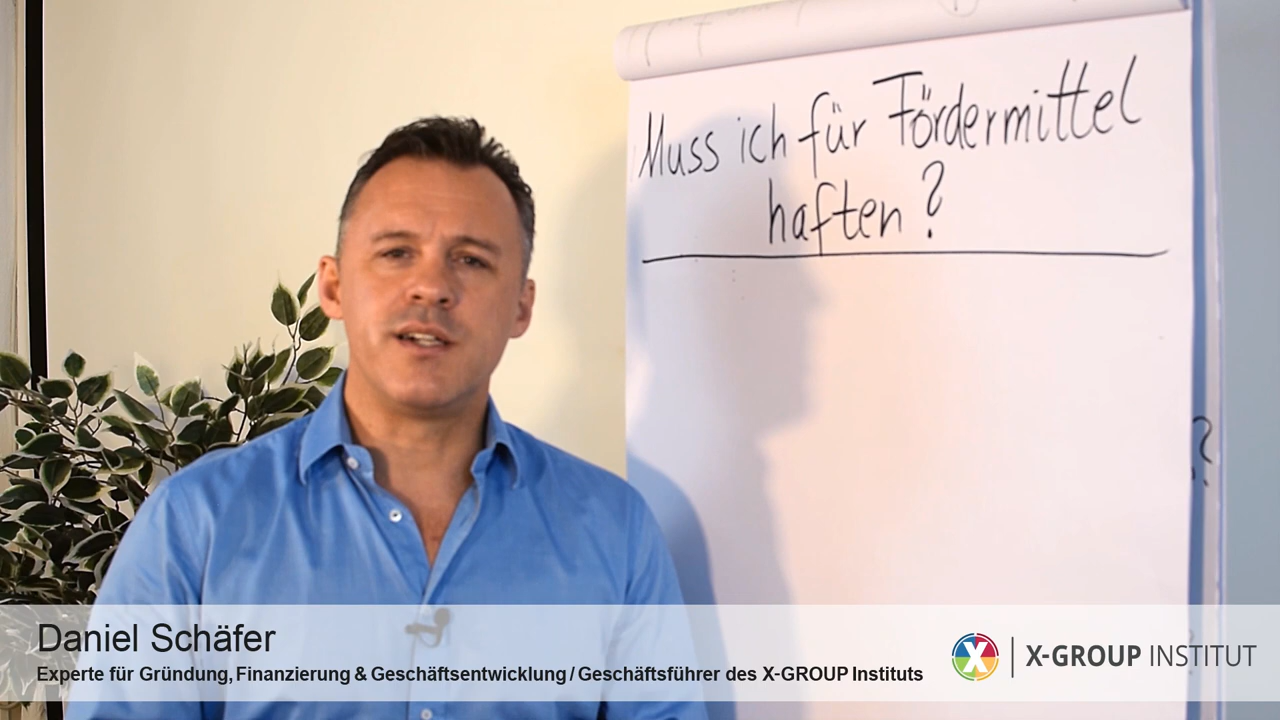 Muss ich für Fördermittel
haften?
?
Daniel Schäfer
Experte für Gründung, Finanzierung & Geschäftsentwicklung / Geschäftsführer des X-GROUP Instituts
X X-GROUP INSTITUT